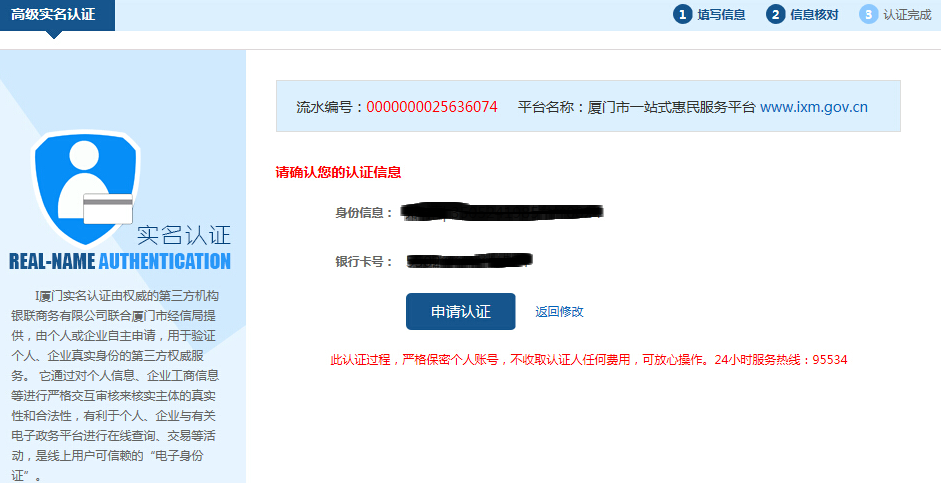 高级实名认证
1 填写信息 2 信息核对 3 认证完成
流水编号：0000000025636074 平台名称：厦门市一站式惠民服务平台 www.ixm.gov.cn
请确认您的认证信息
身份信息：
银行卡号：
申请认证 返回修改
此认证过程，严格保密个人账号，不收取认证人任何费用，可放心操作。24小时服务热线：95534
实名认证
REAL-NAME AUTHENTICATION
I厦门实名认证由权威的第三方机构
银联商务有限公司联合厦门市经信局提
供，由个人或企业自主申请，用于验证
个人、企业真实身份的第三方权威服
务。 它通过对个人信息、企业工商信息
等进行严格交互审核来核实主体的真实
性和合法性，有利于个人、企业与有关
电子政务平台进行在线查询、交易等活
动，是线上用户可信赖的“电子身份
证”。